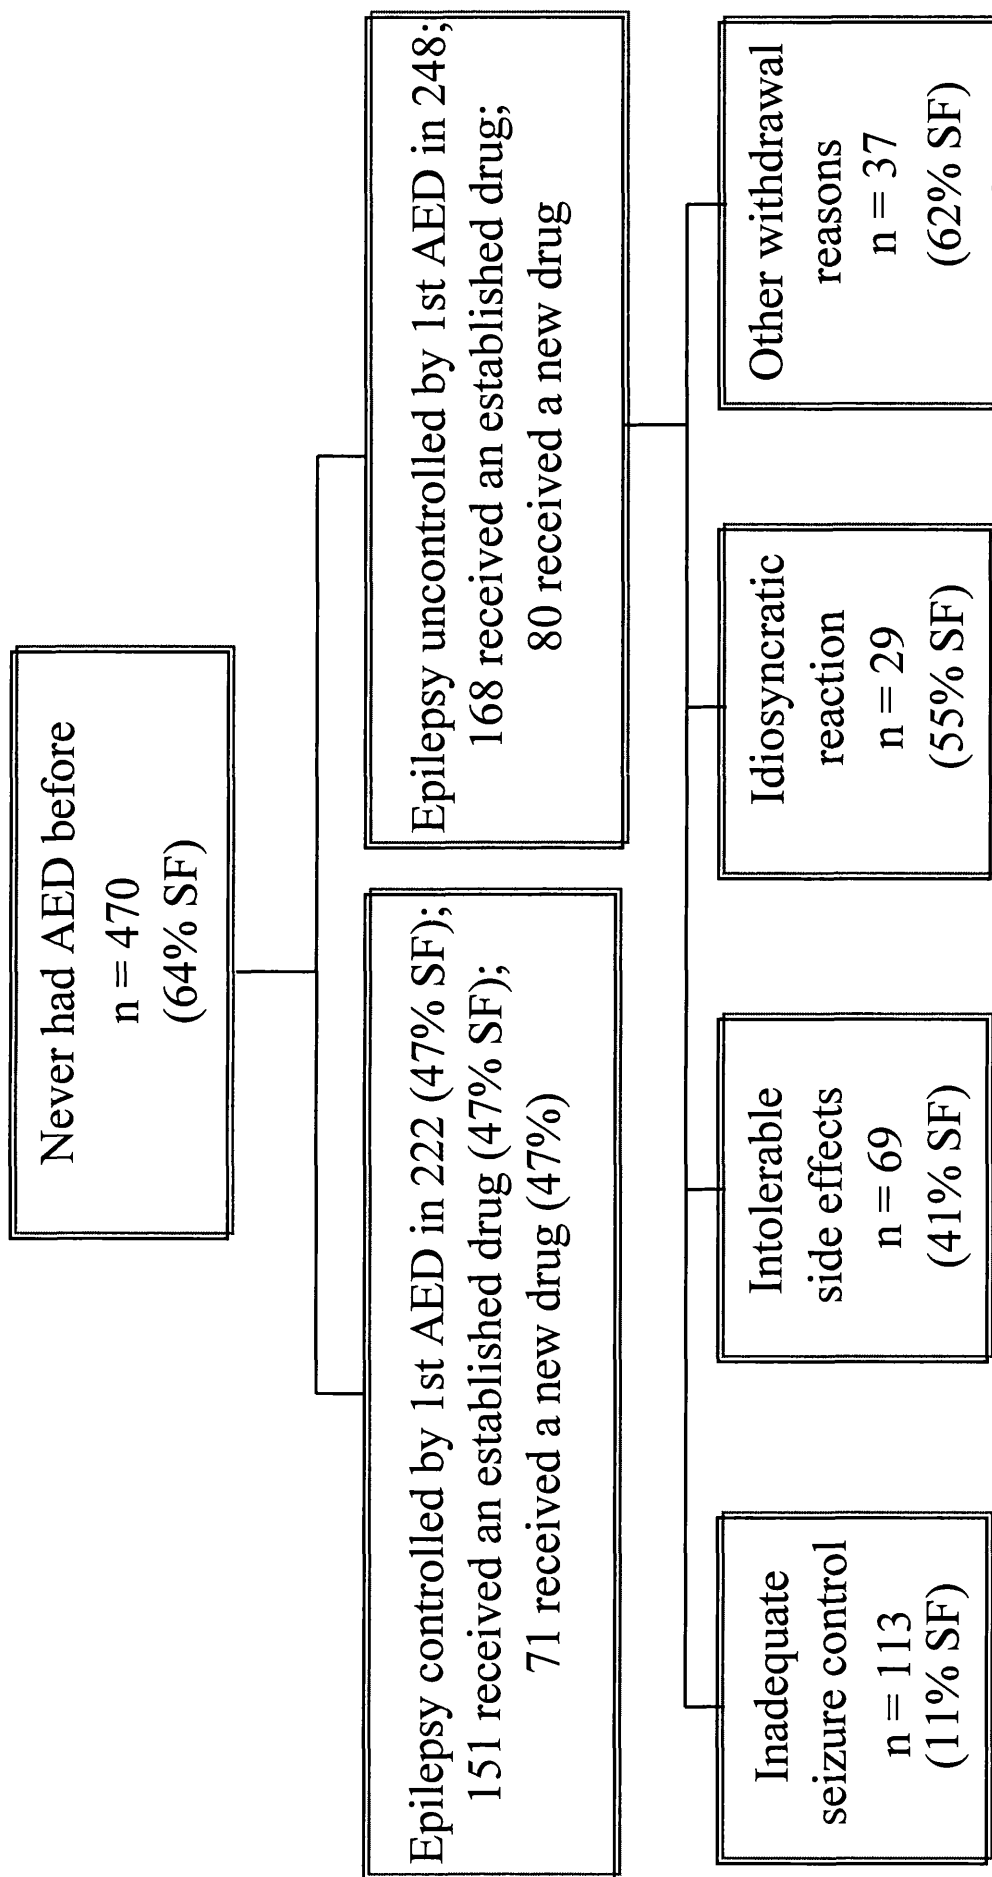 Never had AED before
n = 470
(64% SF)
Epilepsy controlled by 1st AED in 222 (47% SF);
151 received an established drug (47% SF);
71 received a new drug (47%)
Epilepsy uncontrolled by 1st AED in 248;
168 received an established drug;
80 received a new drug
Inadequate
seizure control
n = 113
(11% SF)
Intolerable
side effects
n = 69
(41% SF)
Idiosyncratic
reaction
n = 29
(55% SF)
Other withdrawal
reasons
n = 37
(62% SF)